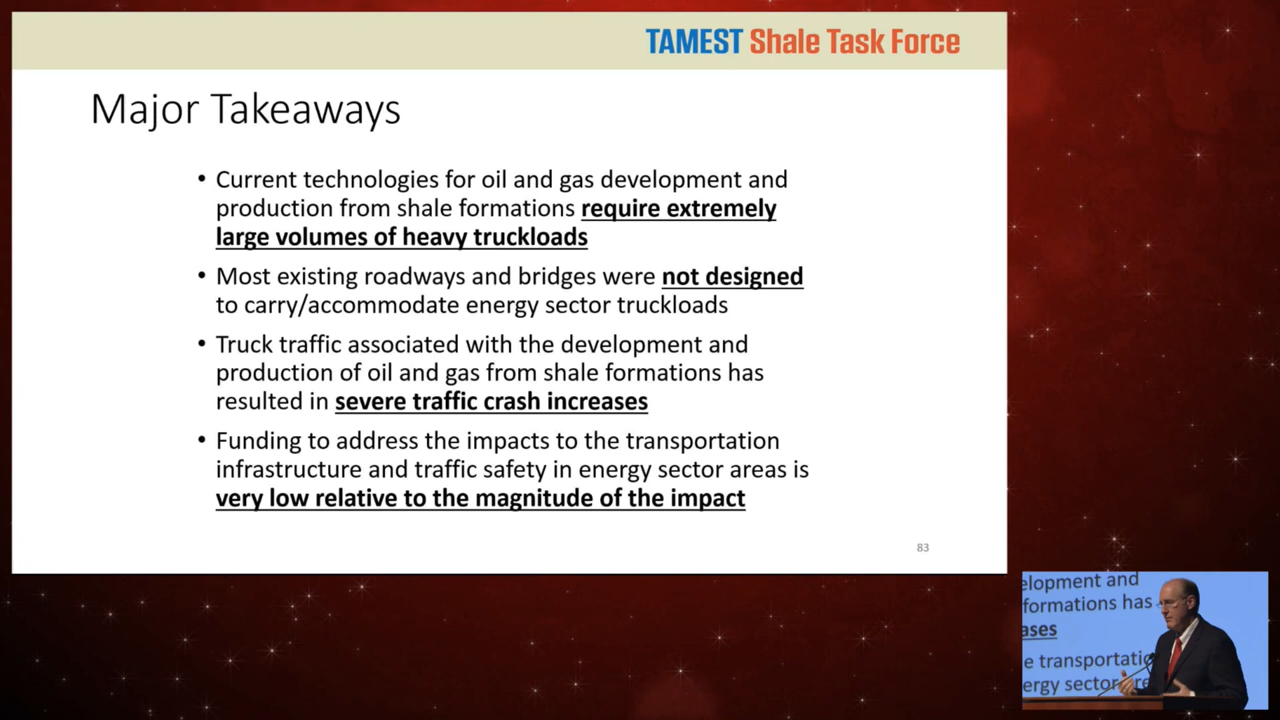 TAMEST Shale Task Force
Major Takeaways
• Current technologies for oil and gas development and
production from shale formations require extremely
large volumes of heavy truckloads
• Most existing roadways and bridges were not designed
to carry/accommodate energy sector truckloads
• Truck traffic associated with the development and
production of oil and gas from shale formations has
resulted in severe traffic crash increases
• Funding to address the impacts to the transportation
infrastructure and traffic safety in energy sector areas is
very low relative to the magnitude of the impact
83
elopment and
formations has
ases
e transportatio
ergy sector are